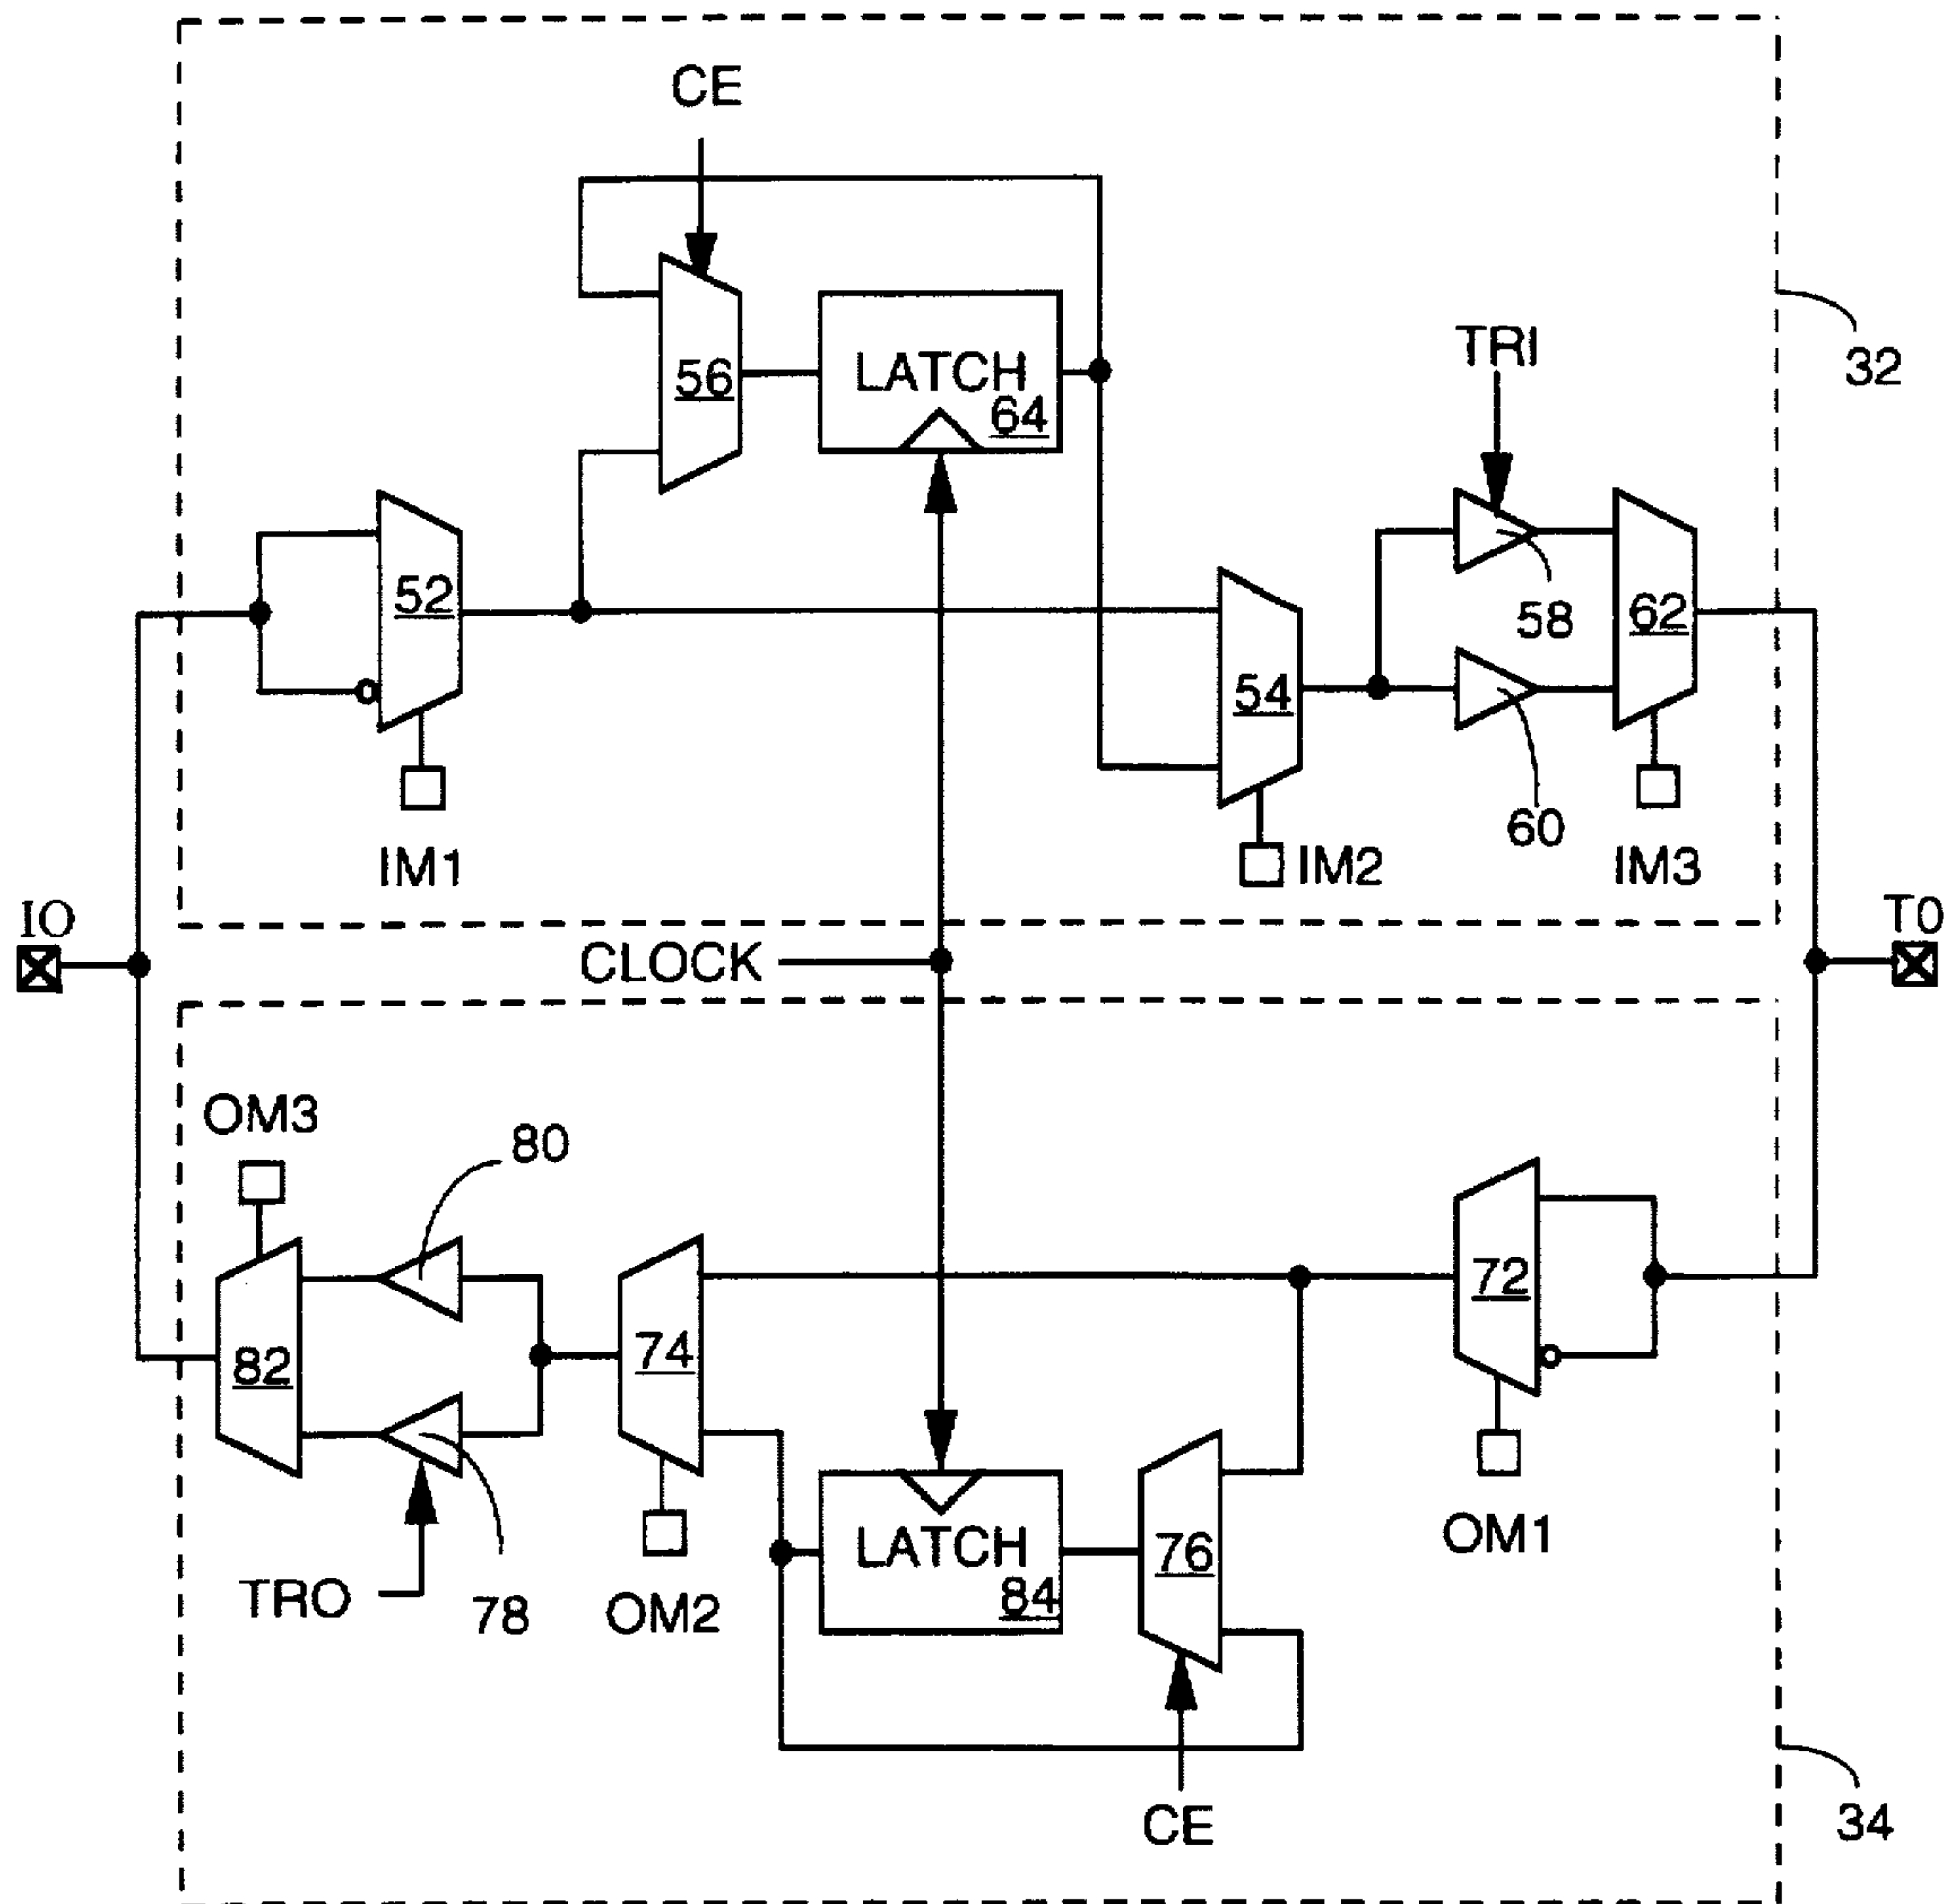 CE
32
56
LATCH
64
TRI
52
58
62
54
60
IM1
IM2
IM3
IO
T0
CLOCK
OM3
80
72
74
82
LATCH
84
76
OM1
TRO
78
OM2
CE
34